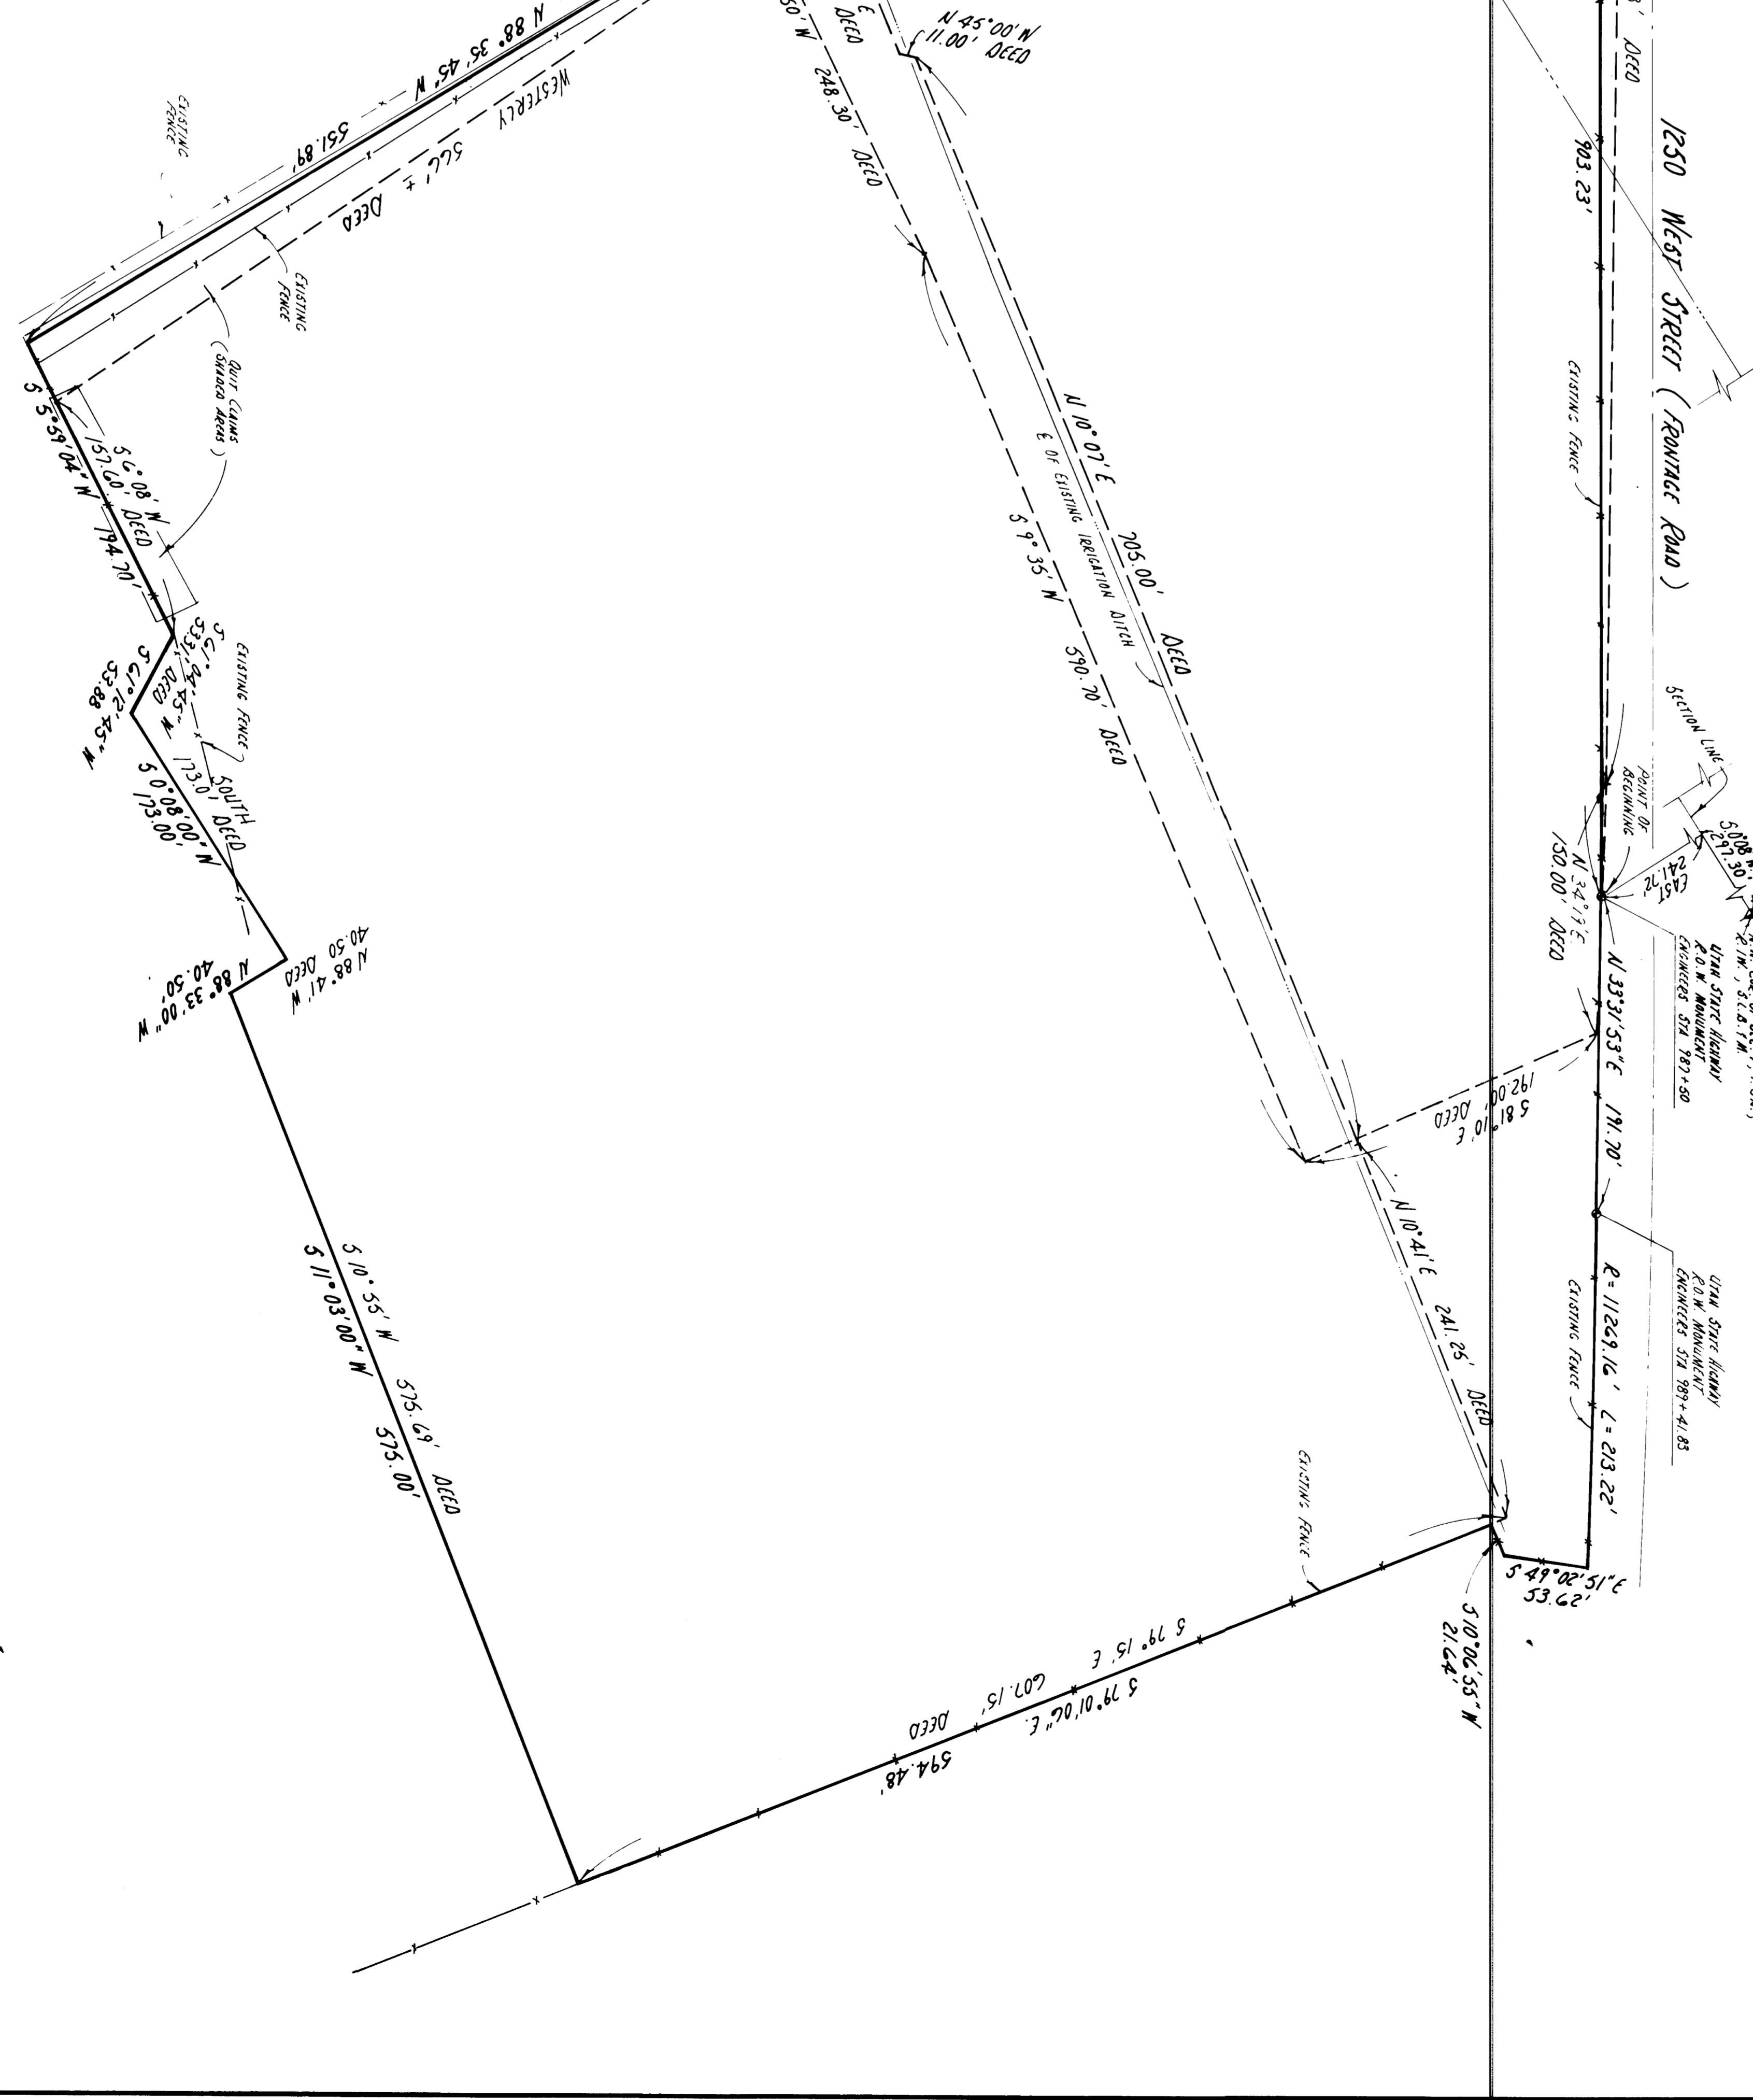 N 45°00' W
11.00' DEED
DEED
1250 WEST STREET (FRONTAGE ROAD)
903.23'
EXISTING FENCE
SECTION LINE
POINT OF
BEGINNING
S 0°08' W
297.30'
EAST
241.72'
R.1W., S.L.B.&M.
UTAH STATE HIGHWAY
R.O.W. MONUMENT
ENGINEERS STA 987+50
N 34°17' E
150.00' DEED
N 33°31'53" E 191.70'
UTAH STATE HIGHWAY
R.O.W. MONUMENT
ENGINEERS STA 989+41.83
R=11269.16' L=213.22'
EXISTING FENCE
S 49°02'51" E
53.62'
S 10°06'55" W
21.64'
E
DEED
50' W
248.30' DEED
N 10°07' E 705.00' DEED
℄ OF EXISTING IRRIGATION DITCH
S 9°35' W 590.70' DEED
S 81°10' E
192.00' DEED
N 10°41' E 241.25' DEED
EXISTING FENCE
S 79°15' E 607.15' DEED
S 79°01'06" E. 594.48'
N 88°35'45" W 551.89'
WESTERLY 566'± DEED
EXISTING
FENCE
EXISTING
FENCE
QUIT CLAIMS
(SHADED AREAS)
S 6°08' W
157.60' DEED
S 5°59'04" W 194.70'
EXISTING FENCE
S 61°04'45" W
53.31' DEED
S 61°12'45" W
53.88
SOUTH
173.0' DEED
S 0°08'00" W
173.00'
N 88°41' W
40.50 DEED
N 88°33'00" W
40.50'
S 10°55' W 575.69' DEED
S 11°03'00" W 575.00'